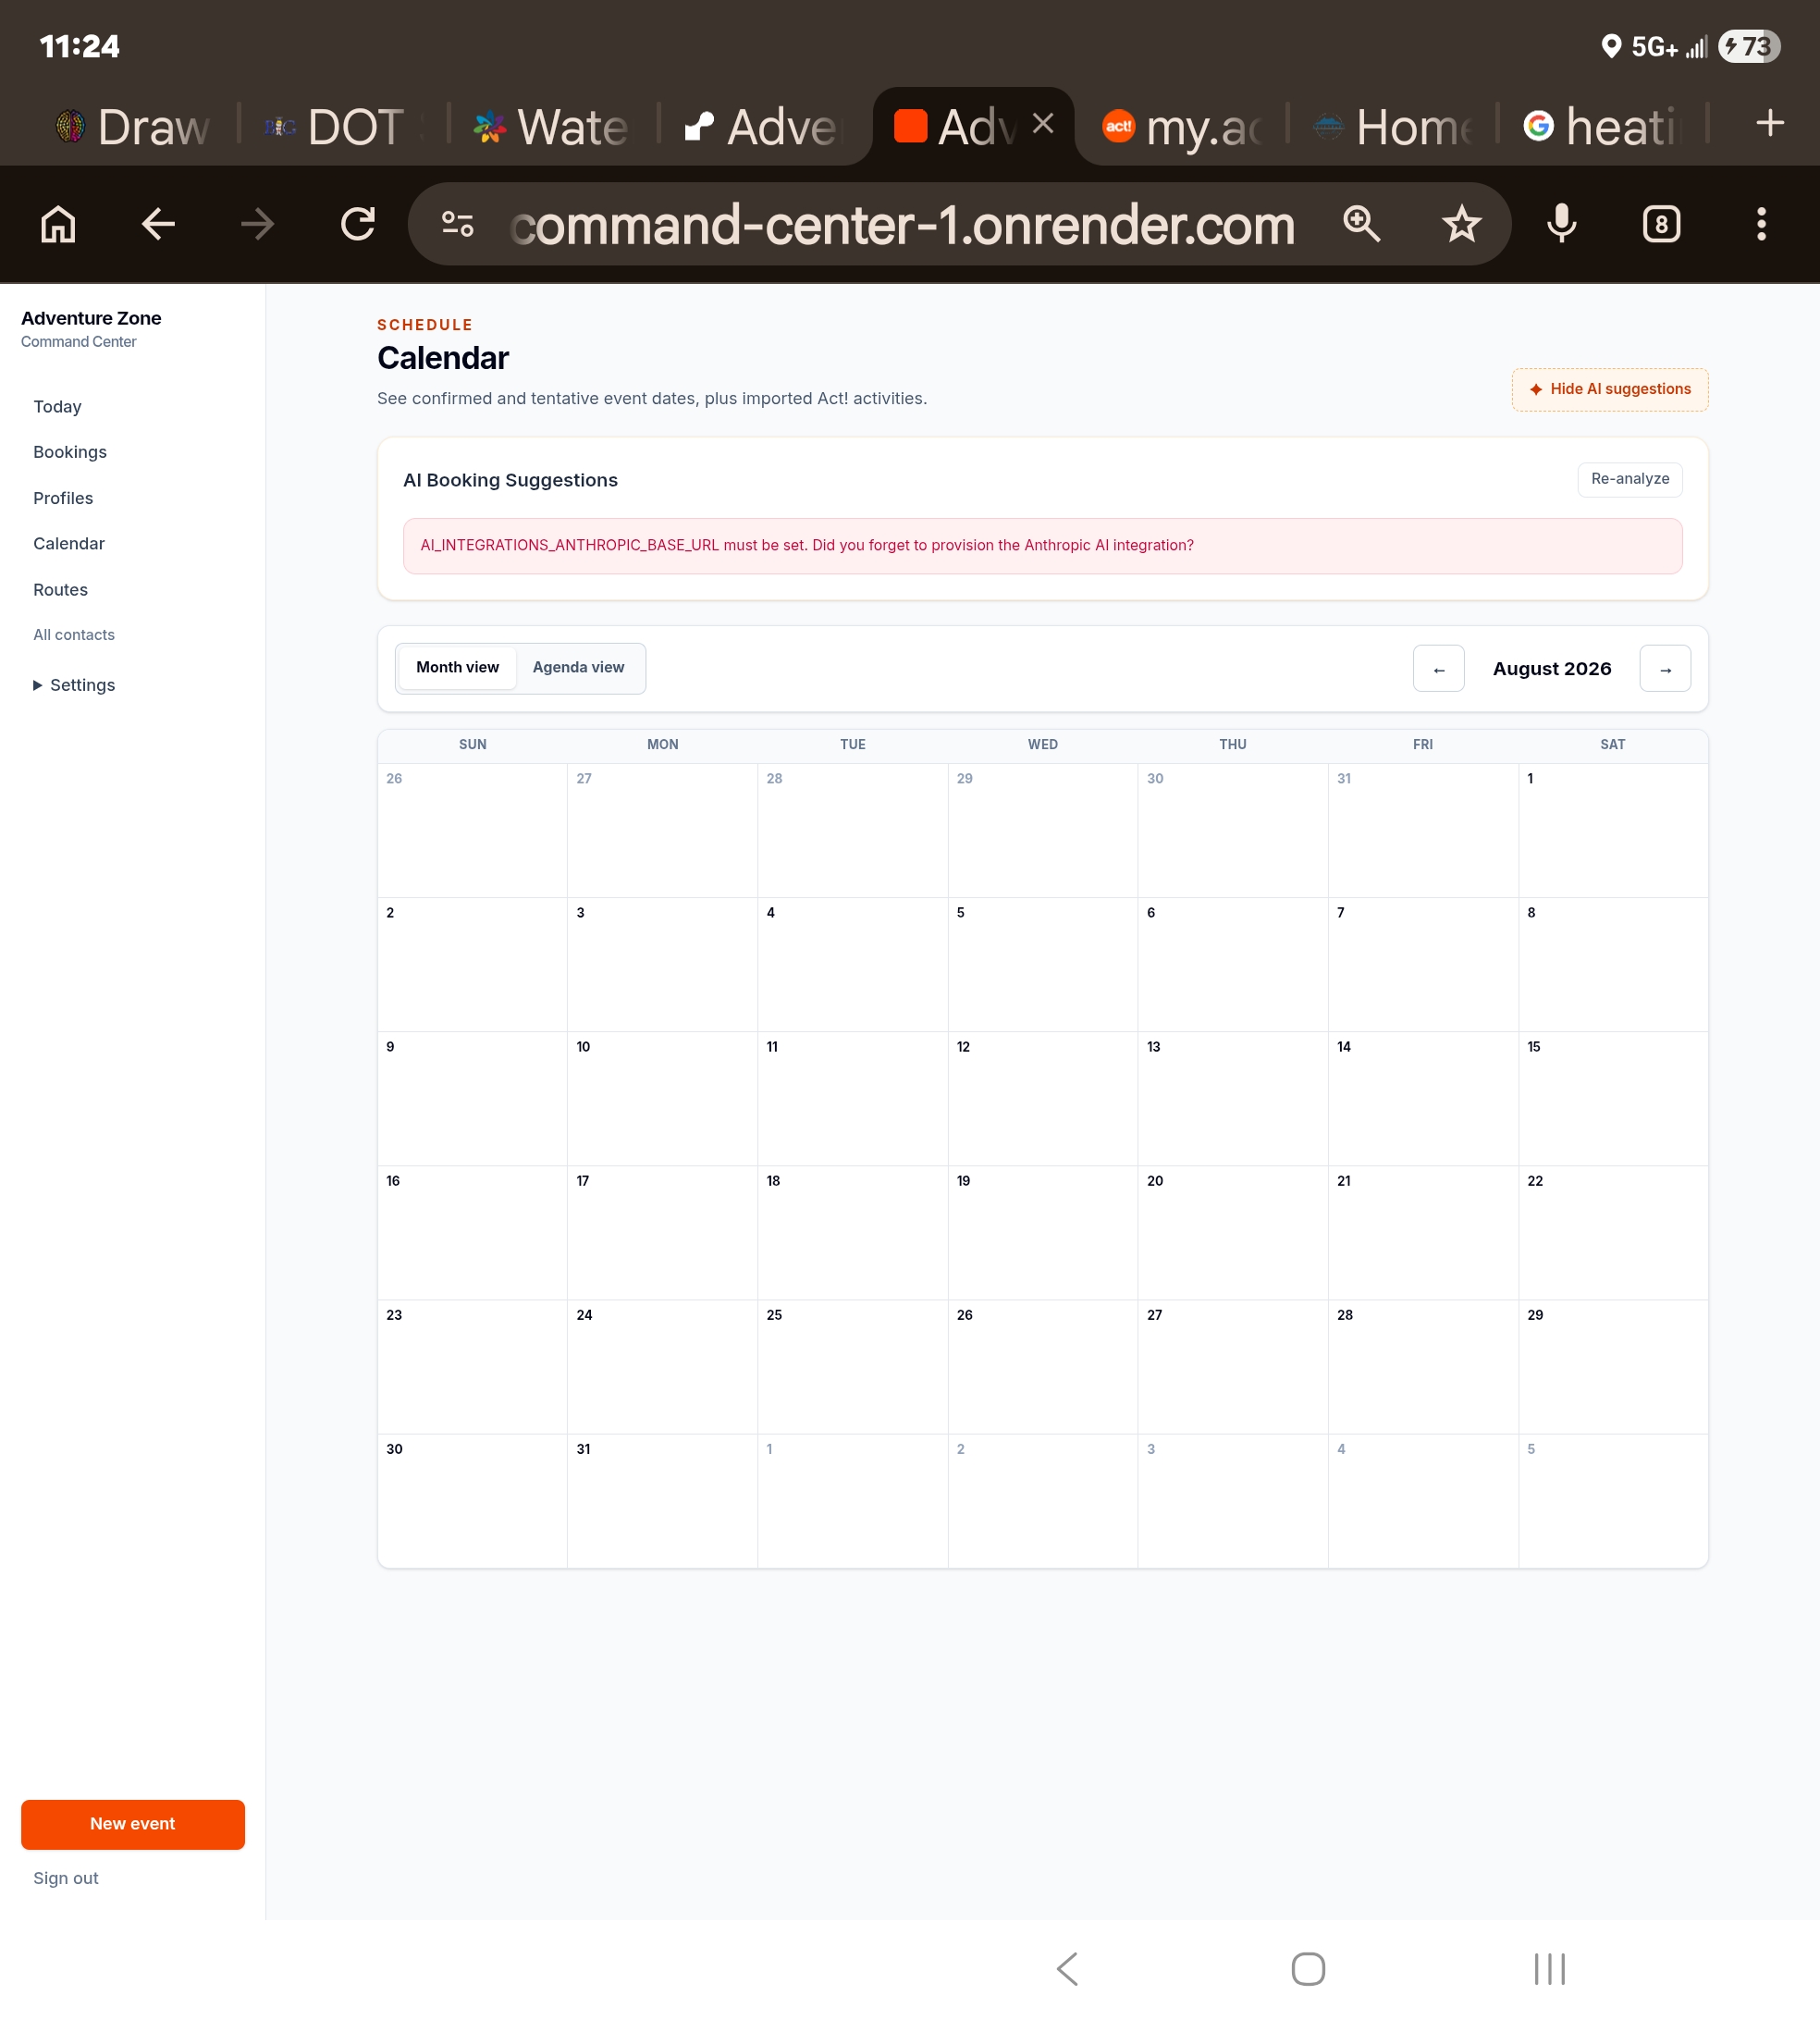 11:24
5G+ 73
Draw
DOT
Wate
Adve
Adv
my.ac
Home
heati
command-center-1.onrender.com
8
Adventure Zone
Command Center
Today
Bookings
Profiles
Calendar
Routes
All contacts
▶ Settings
New event
Sign out
SCHEDULE
Calendar
See confirmed and tentative event dates, plus imported Act! activities.
✦ Hide AI suggestions
AI Booking Suggestions
Re-analyze
AI_INTEGRATIONS_ANTHROPIC_BASE_URL must be set. Did you forget to provision the Anthropic AI integration?
Month view Agenda view
← August 2026 →
SUN MON TUE WED THU FRI SAT
26 27 28 29 30 31 1
2 3 4 5 6 7 8
9 10 11 12 13 14 15
16 17 18 19 20 21 22
23 24 25 26 27 28 29
30 31 1 2 3 4 5